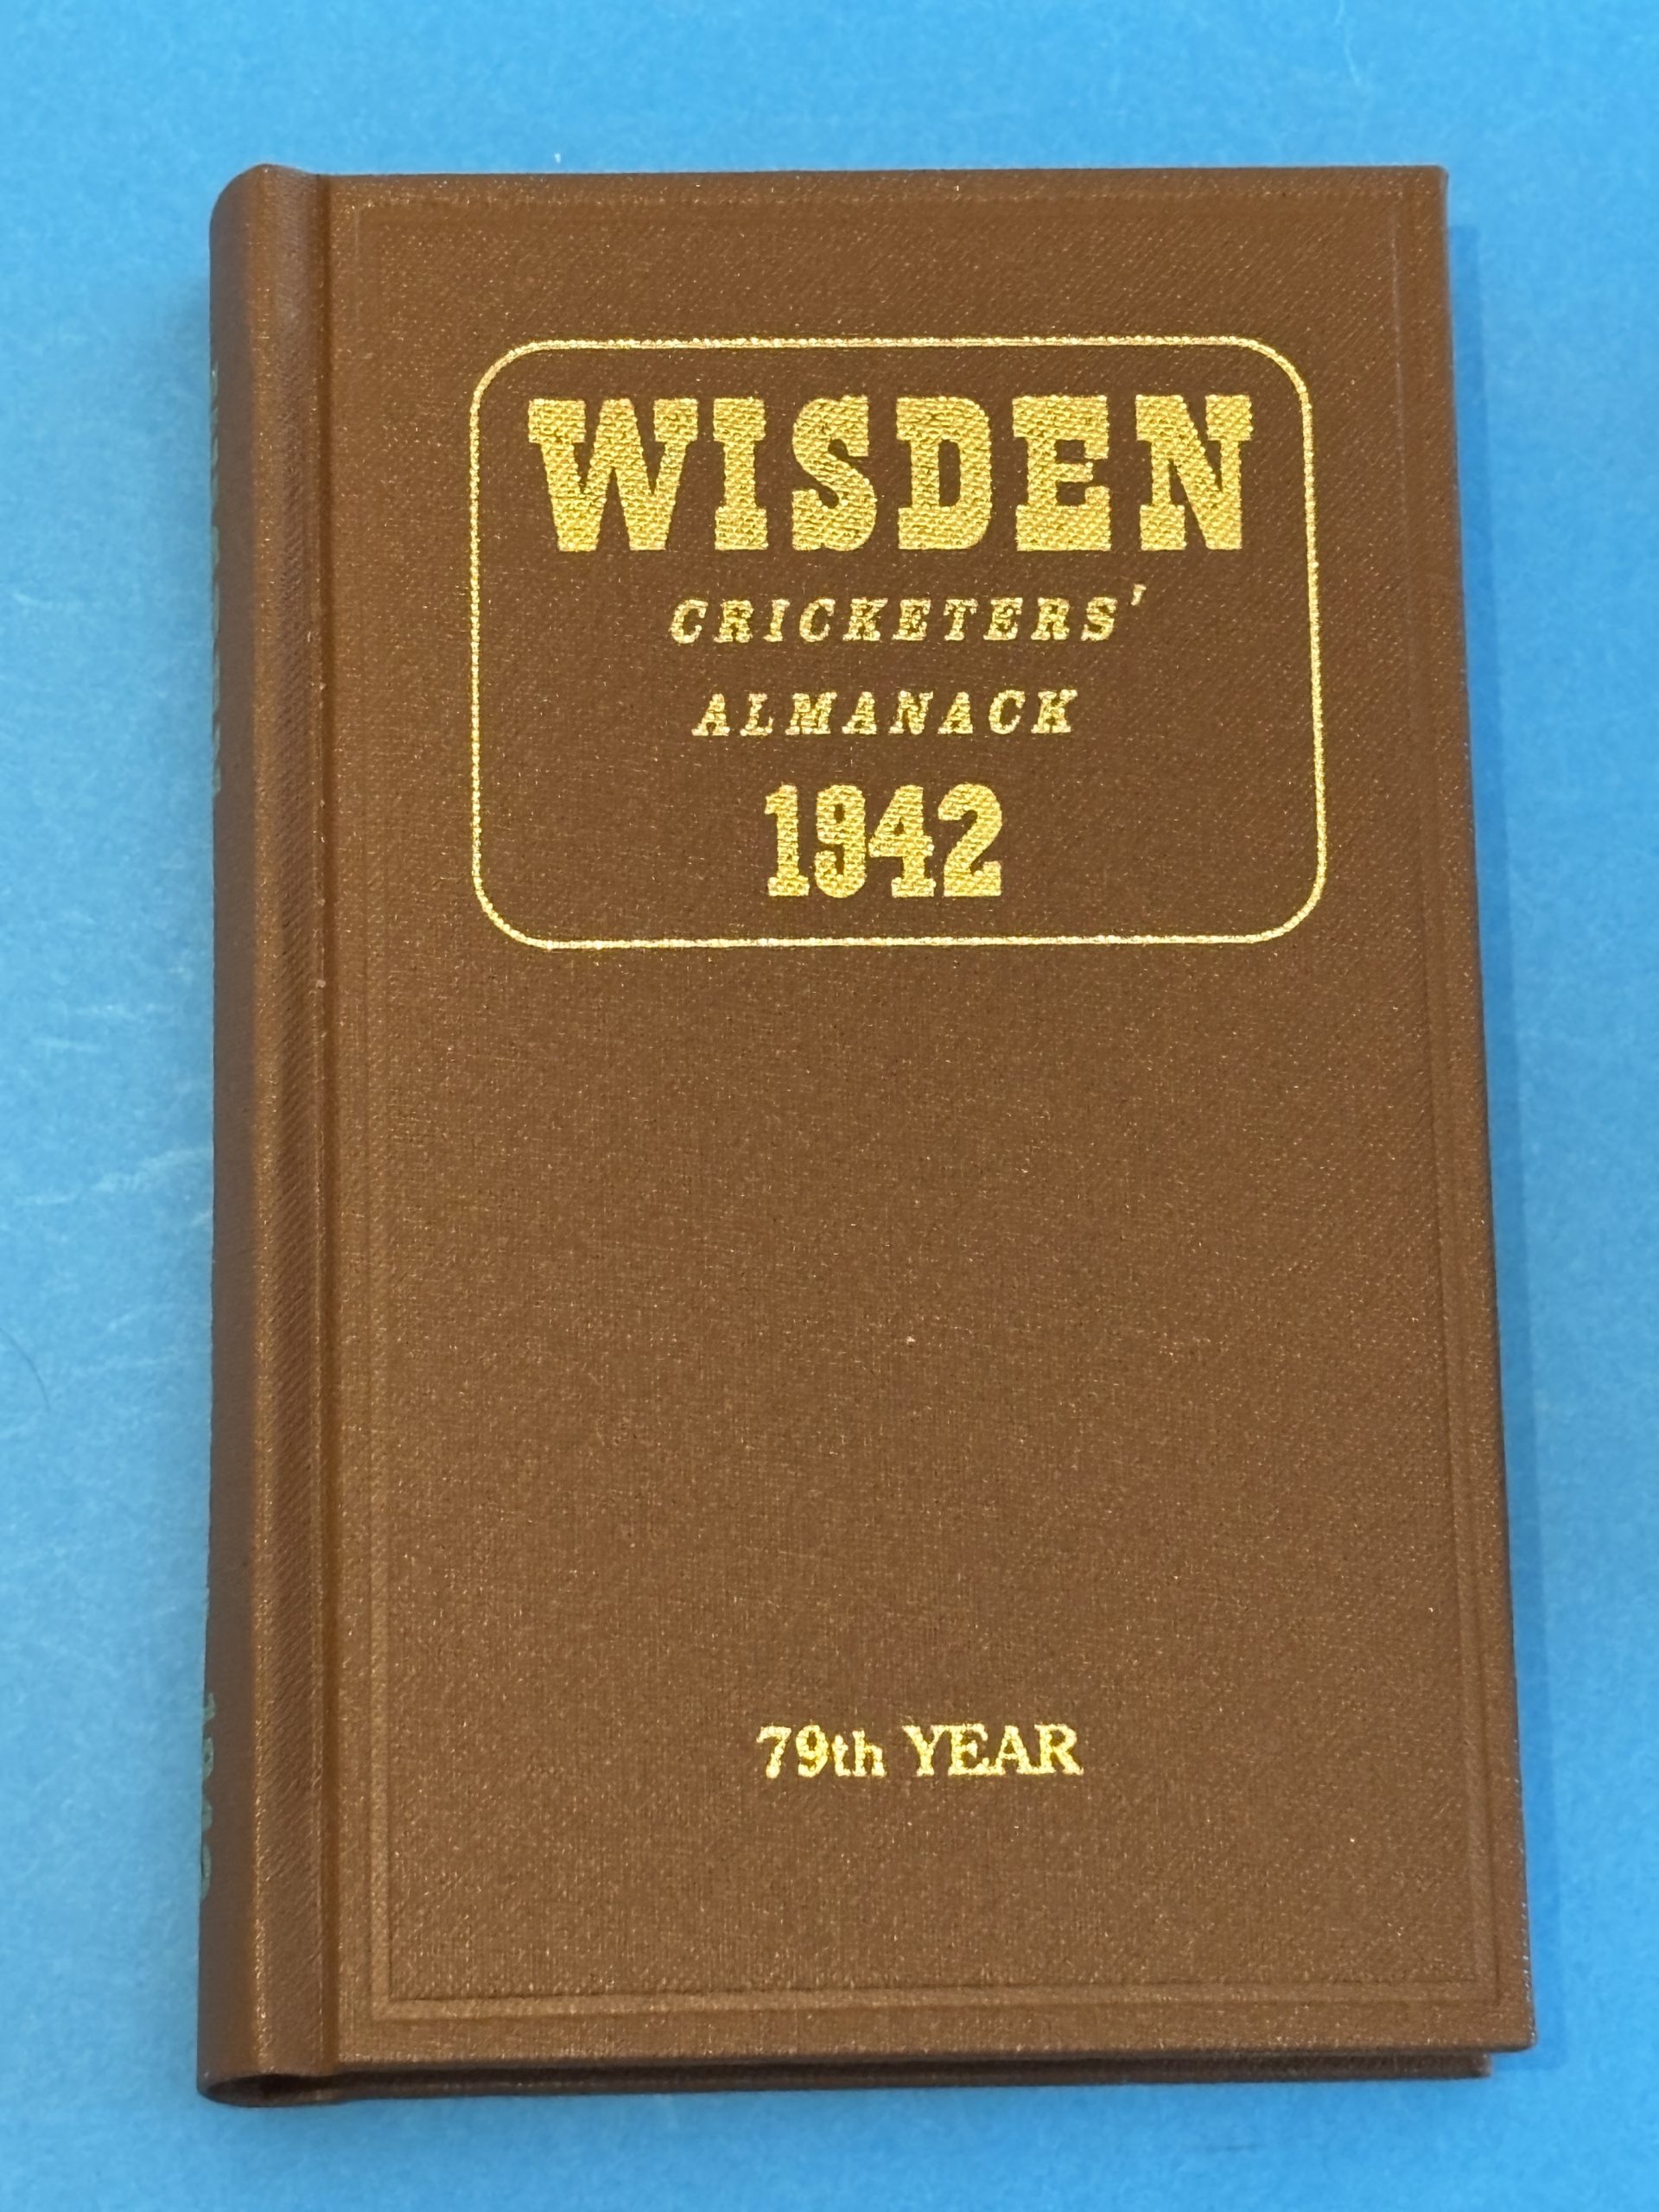 WISDEN
CRICKETERS'
ALMANACK
1942
79th YEAR